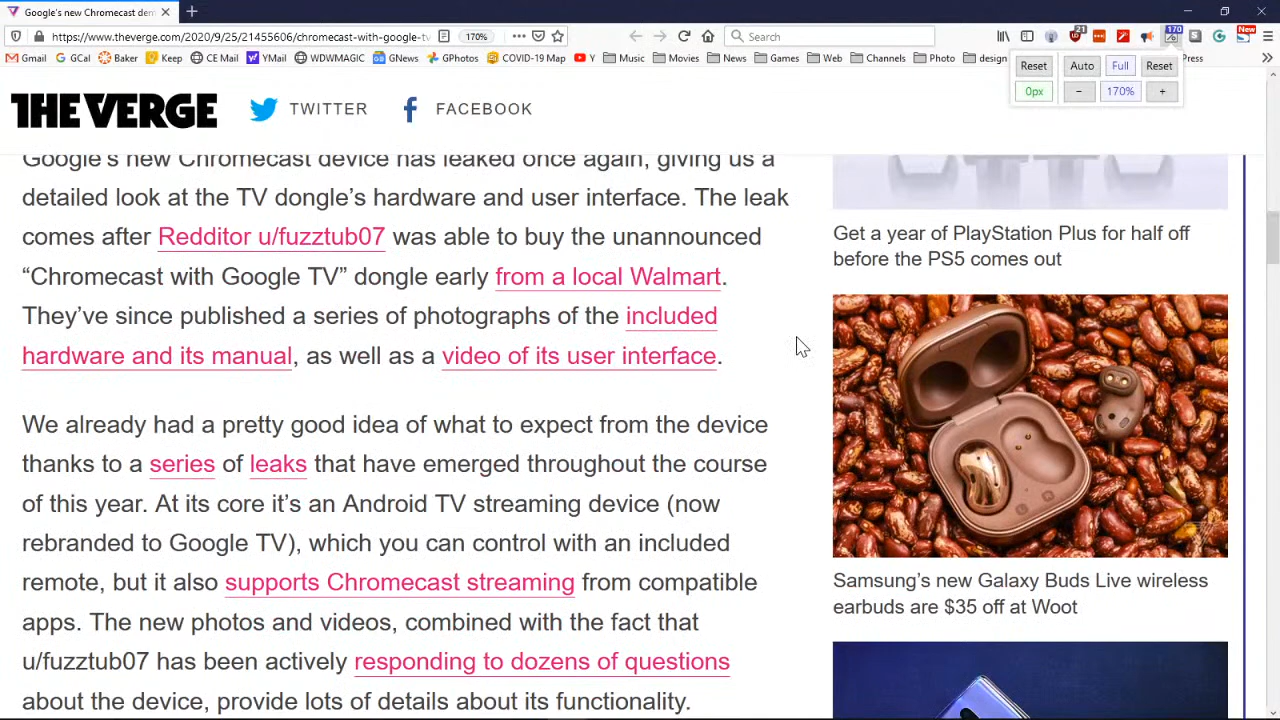 Google's new Chromecast dem
https://www.theverge.com/2020/9/25/21455606/chromecast-with-google-tv-
170%
Search
21
170
New
Gmail
GCal
Baker
Keep
CE Mail
YMail
WDWMAGIC
GNews
GPhotos
COVID-19 Map
Y
Music
Movies
News
Games
Web
Channels
Photo
design
Press
Reset
Auto
Full
Reset
0px
−
170%
+
THE VERGE
TWITTER
FACEBOOK
Google's new Chromecast device has leaked once again, giving us a
detailed look at the TV dongle's hardware and user interface. The leak
comes after Redditor u/fuzztub07 was able to buy the unannounced
“Chromecast with Google TV” dongle early from a local Walmart.
They've since published a series of photographs of the included
hardware and its manual, as well as a video of its user interface.
We already had a pretty good idea of what to expect from the device
thanks to a series of leaks that have emerged throughout the course
of this year. At its core it's an Android TV streaming device (now
rebranded to Google TV), which you can control with an included
remote, but it also supports Chromecast streaming from compatible
apps. The new photos and videos, combined with the fact that
u/fuzztub07 has been actively responding to dozens of questions
about the device, provide lots of details about its functionality.
Get a year of PlayStation Plus for half off
before the PS5 comes out
Samsung's new Galaxy Buds Live wireless
earbuds are $35 off at Woot